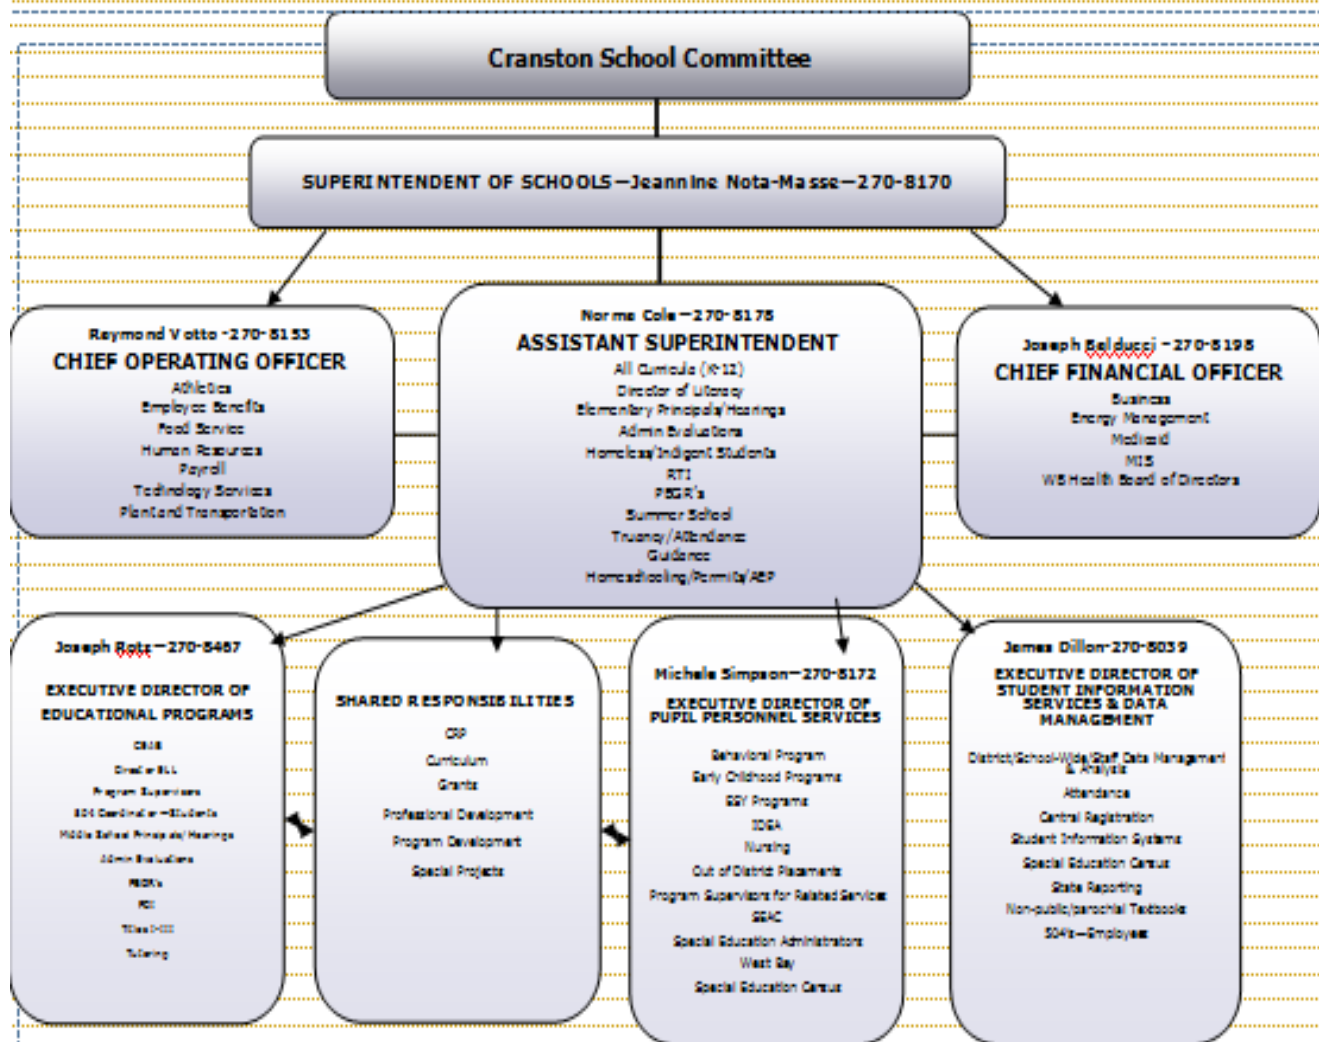 Cranston School Committee
SUPERINTENDENT OF SCHOOLS—Jeannine Nota-Masse—270-8170
Raymond Votto -270-8153
CHIEF OPERATING OFFICER
Athletics
Employee Benefits
Food Service
Human Resources
Payroll
Technology Services
Plant and Transportation
Norma Cole—270-8178
ASSISTANT SUPERINTENDENT
All Curricula (K-12)
Director of Literacy
Elementary Principals/Hearings
Admin Evaluations
Homeless/Indigent Students
RTI
PBGR's
Summer School
Truancy/Attendance
Guidance
Homeschooling/Permits/AEP
Joseph Balducci - 270-8198
CHIEF FINANCIAL OFFICER
Business
Energy Management
Medicaid
MIS
WB Health Board of Directors
Joseph Rotz—270-8467
EXECUTIVE DIRECTOR OF
EDUCATIONAL PROGRAMS
Director ELL
Program Supervisors
504 Coordinator—Students
Middle School Principals/Hearings
Admin Evaluations
PBGR's
Title I-III
Tutoring
SHARED RESPONSIBILITIES
CRP
Curriculum
Grants
Professional Development
Program Development
Special Projects
Michele Simpson—270-8172
EXECUTIVE DIRECTOR OF
PUPIL PERSONNEL SERVICES
Behavioral Program
Early Childhood Programs
ESY Programs
IDEA
Nursing
Out of District Placements
Program Supervisors for Related Services
SEAC
Special Education Administrators
West Bay
Special Education Census
James Dillon-270-8039
EXECUTIVE DIRECTOR OF
STUDENT INFORMATION
SERVICES & DATA
MANAGEMENT
District/School-Wide/Staff Data Management
& Analysis
Attendance
Central Registration
Student Information Systems
Special Education Census
State Reporting
Non-public/parochial Textbooks
504's—Employees